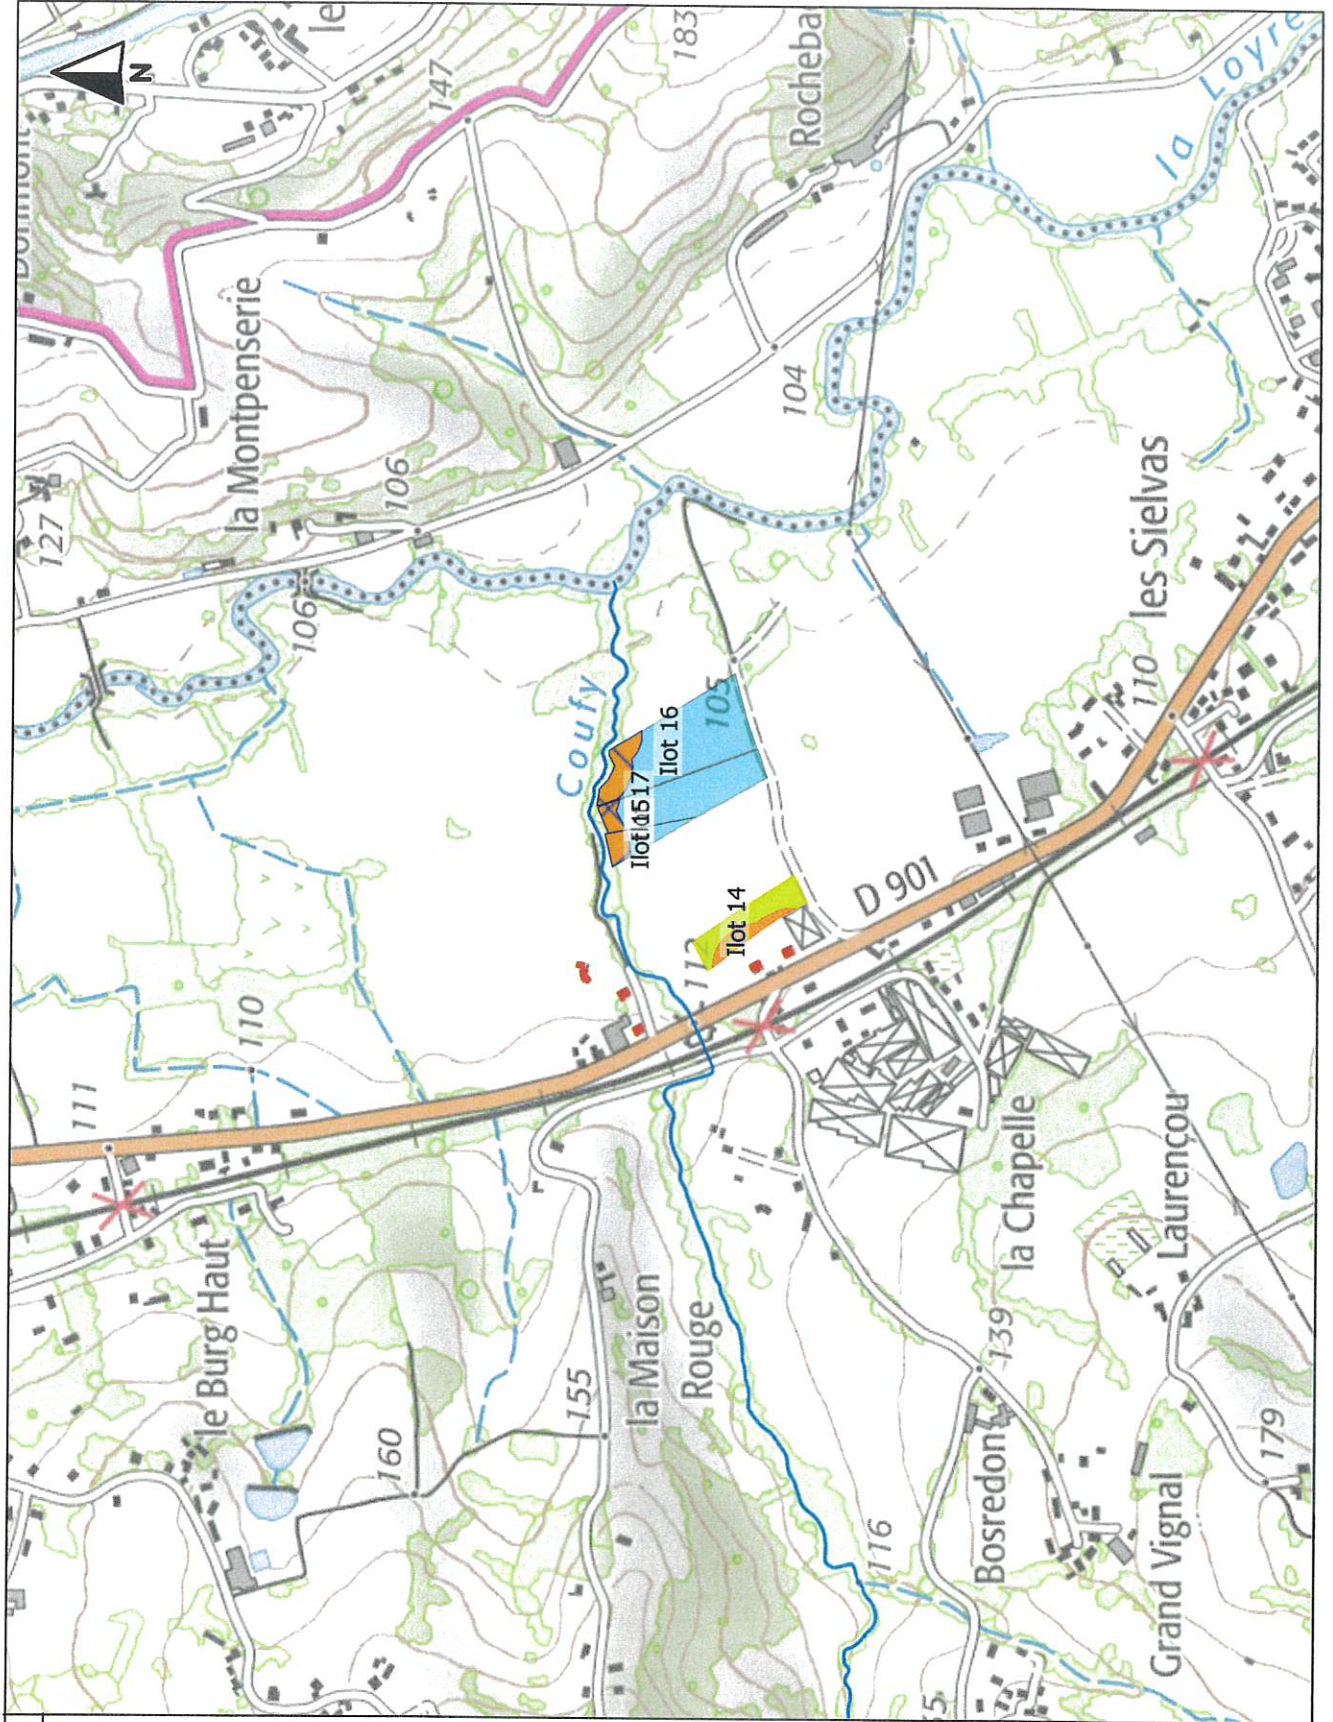 N
le
147
183
Rocheba
la Loyre
la Montpenserie
127
106
106
104
Coufy
105
Ilot 16
Ilot 1517
Ilot 14
112
D 901
les Sielvas
110
110
111
le Burg Haut
160
155
la Maison
Rouge
la Chapelle
Laurençou
139
Bosredon
Grand Vignal
179
116